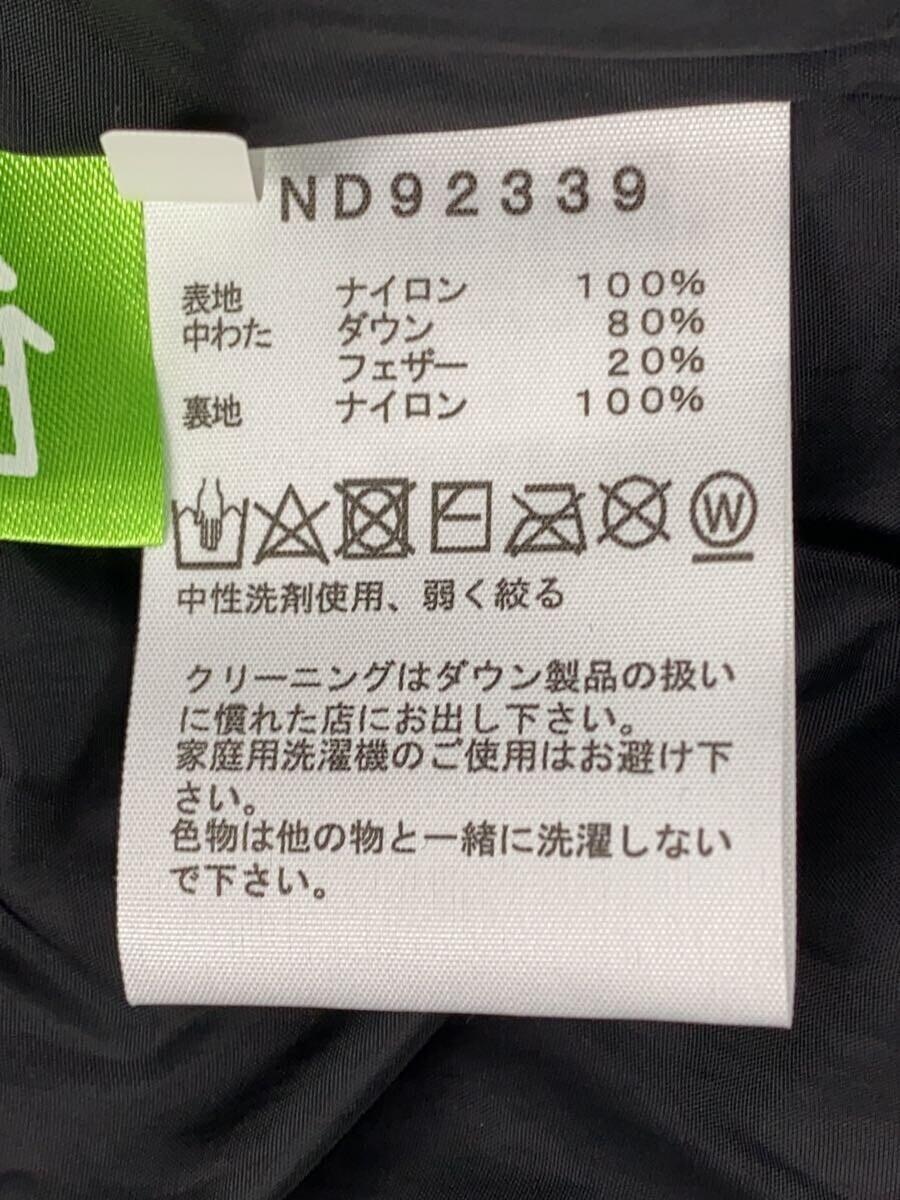 ND92339
表地 ナイロン 100%
中わた ダウン 80%
フェザー 20%
裏地 ナイロン 100%
W
中性洗剤使用、弱く絞る
クリーニングはダウン製品の扱い
に慣れた店にお出し下さい。
家庭用洗濯機のご使用はお避け下
さい。
色物は他の物と一緒に洗濯しない
で下さい。